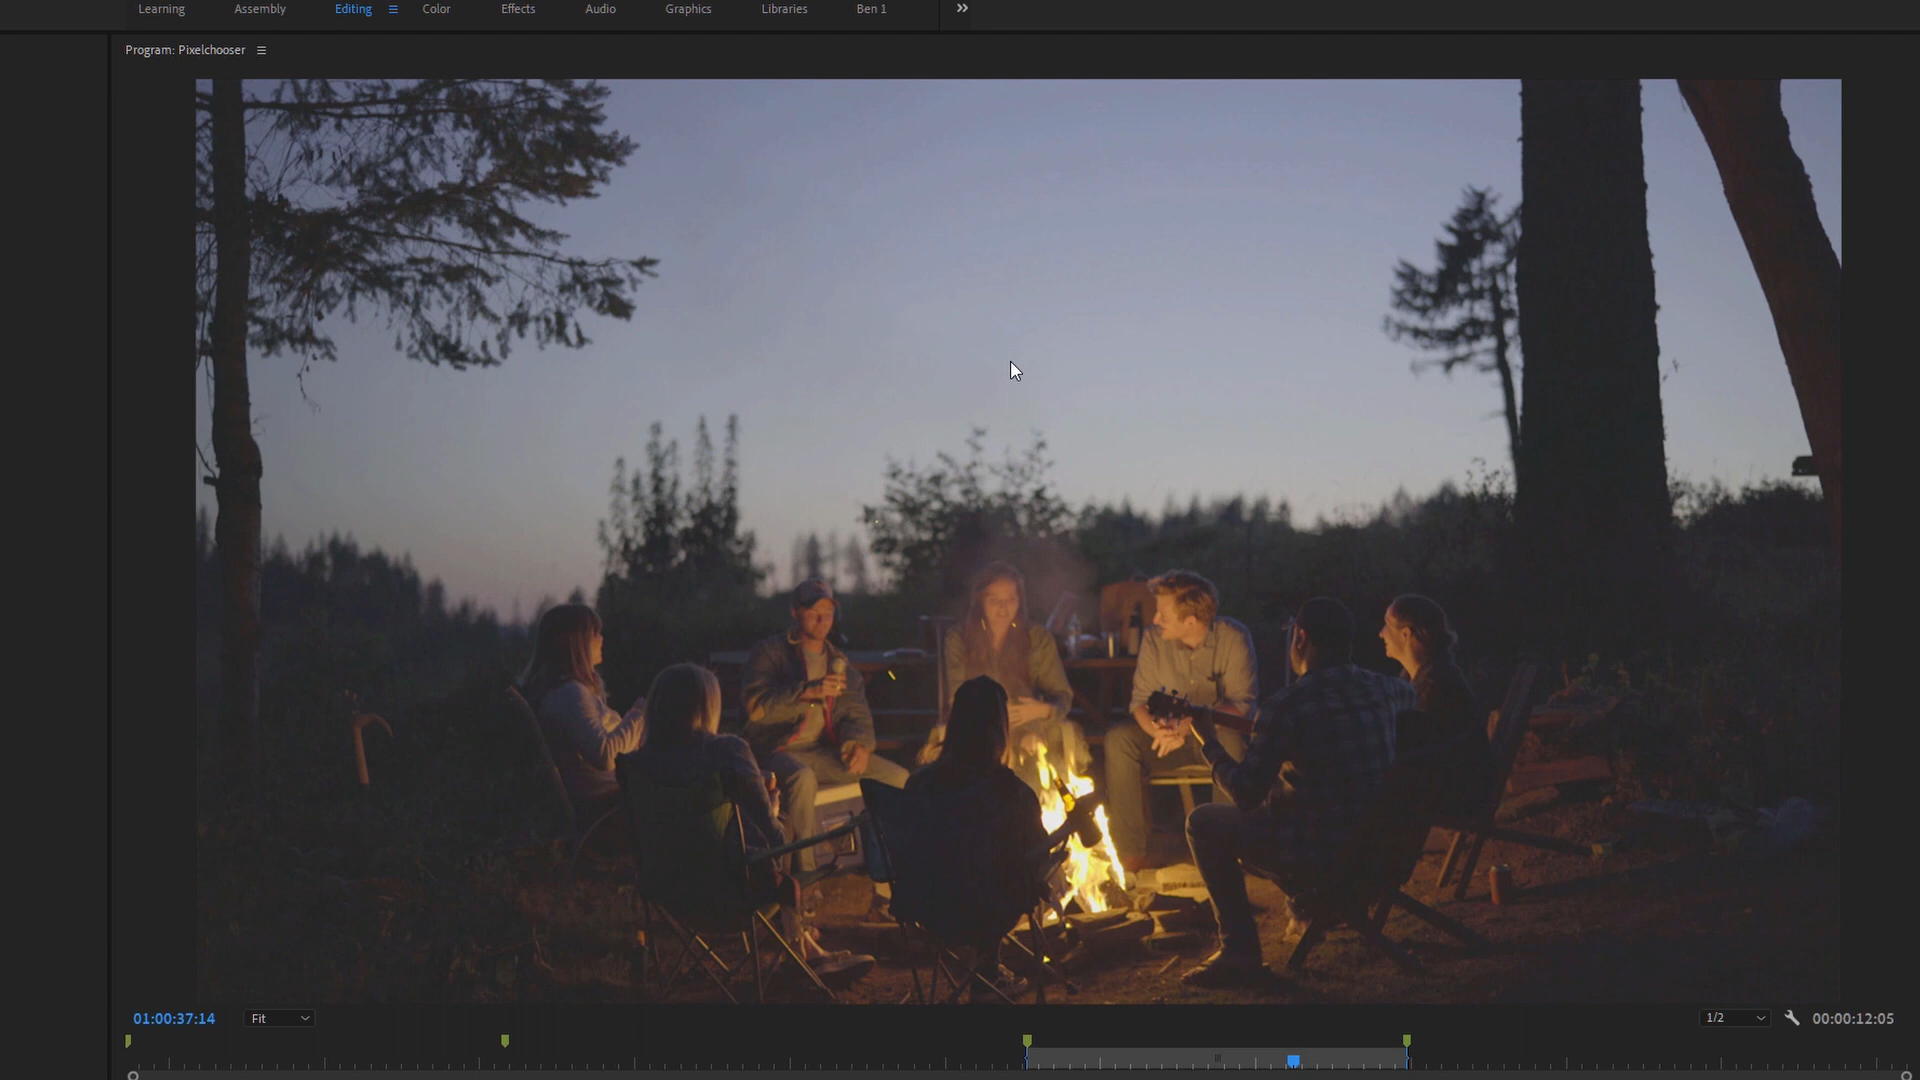 Learning Assembly Editing Color Effects Audio Graphics Libraries Ben 1
Program: Pixelchooser
01:00:37:14 Fit 1/2 00:00:12:05